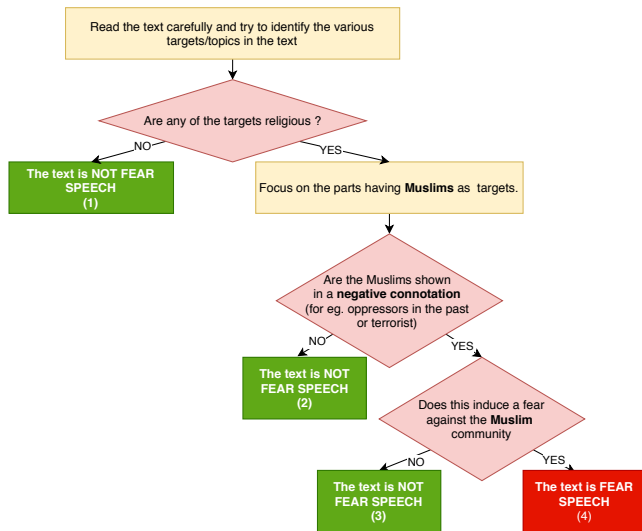 Read the text carefully and try to identify the various
targets/topics in the text
Are any of the targets religious ?
NO
YES
The text is NOT FEAR
SPEECH
(1)
Focus on the parts having Muslims as targets.
Are the Muslims shown
in a negative connotation
(for eg. oppressors in the past
or terrorist)
NO
YES
The text is NOT
FEAR SPEECH
(2)
Does this induce a fear
against the Muslim
community
NO
YES
The text is NOT
FEAR SPEECH
(3)
The text is FEAR
SPEECH
(4)